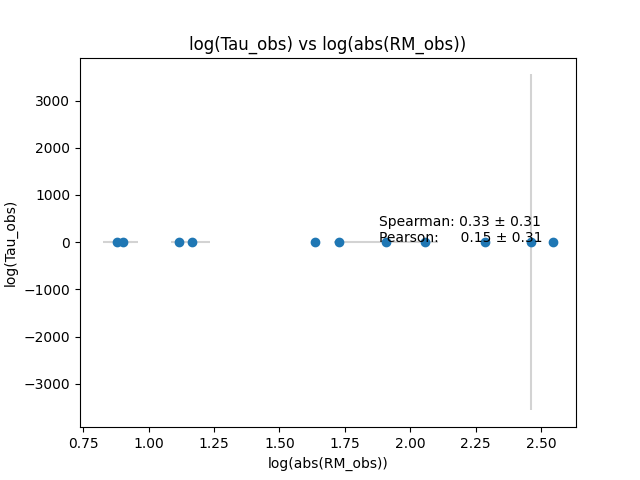 log(Tau_obs) vs log(abs(RM_obs))
3000
2000
1000
0
−1000
−2000
−3000
log(Tau_obs)
Spearman: 0.33 ± 0.31
Pearson: 0.15 ± 0.31
0.75 1.00 1.25 1.50 1.75 2.00 2.25 2.50
log(abs(RM_obs))